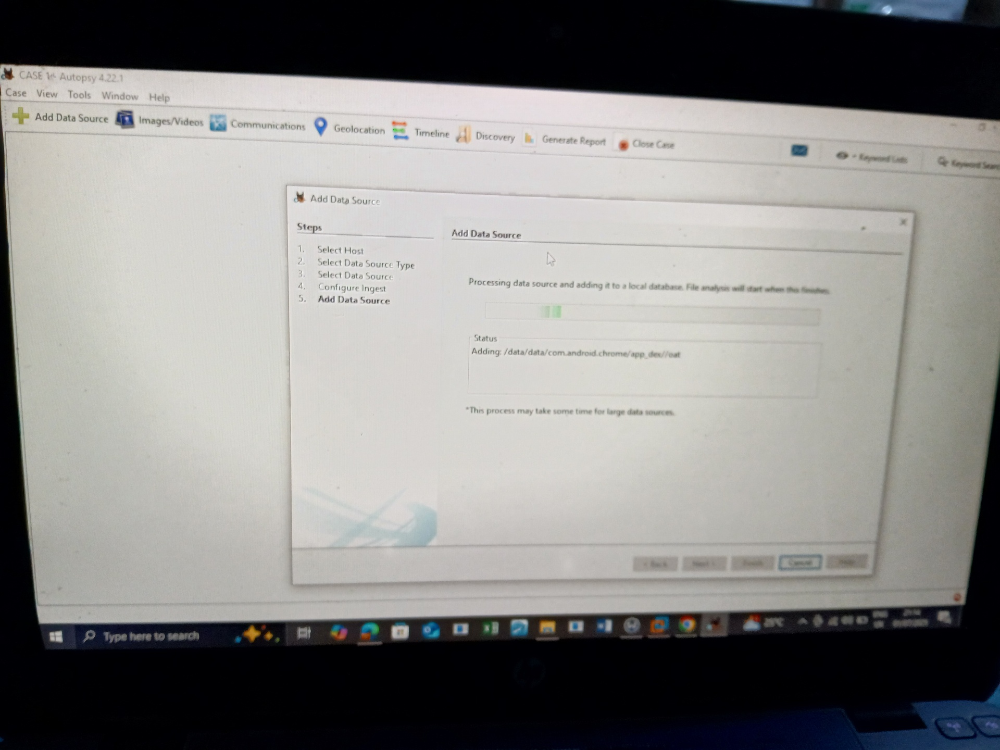 CASE 1 - Autopsy 4.22.1
Case View Tools Window Help
Add Data Source Images/Videos Communications Geolocation Timeline Discovery Generate Report Close Case Keyword Lists Keyword Searc
Add Data Source
Steps
Add Data Source
1. Select Host
2. Select Data Source Type
3. Select Data Source
4. Configure Ingest
5. Add Data Source
Processing data source and adding it to a local database. File analysis will start when this finishes.
Status
Adding: /data/data/com.android.chrome/app_dex//oat
*This process may take some time for large data sources.
< Back Next > Finish Cancel Help
Type here to search